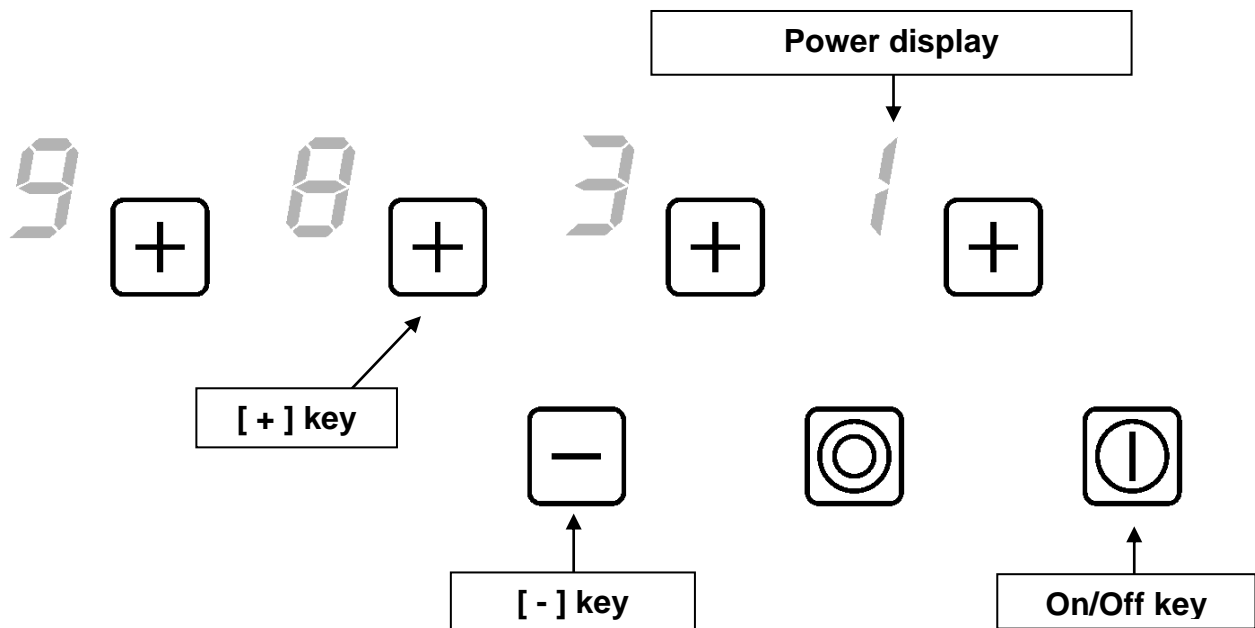 Power display
9 8 3 1
[ + ] key
[ - ] key
On/Off key